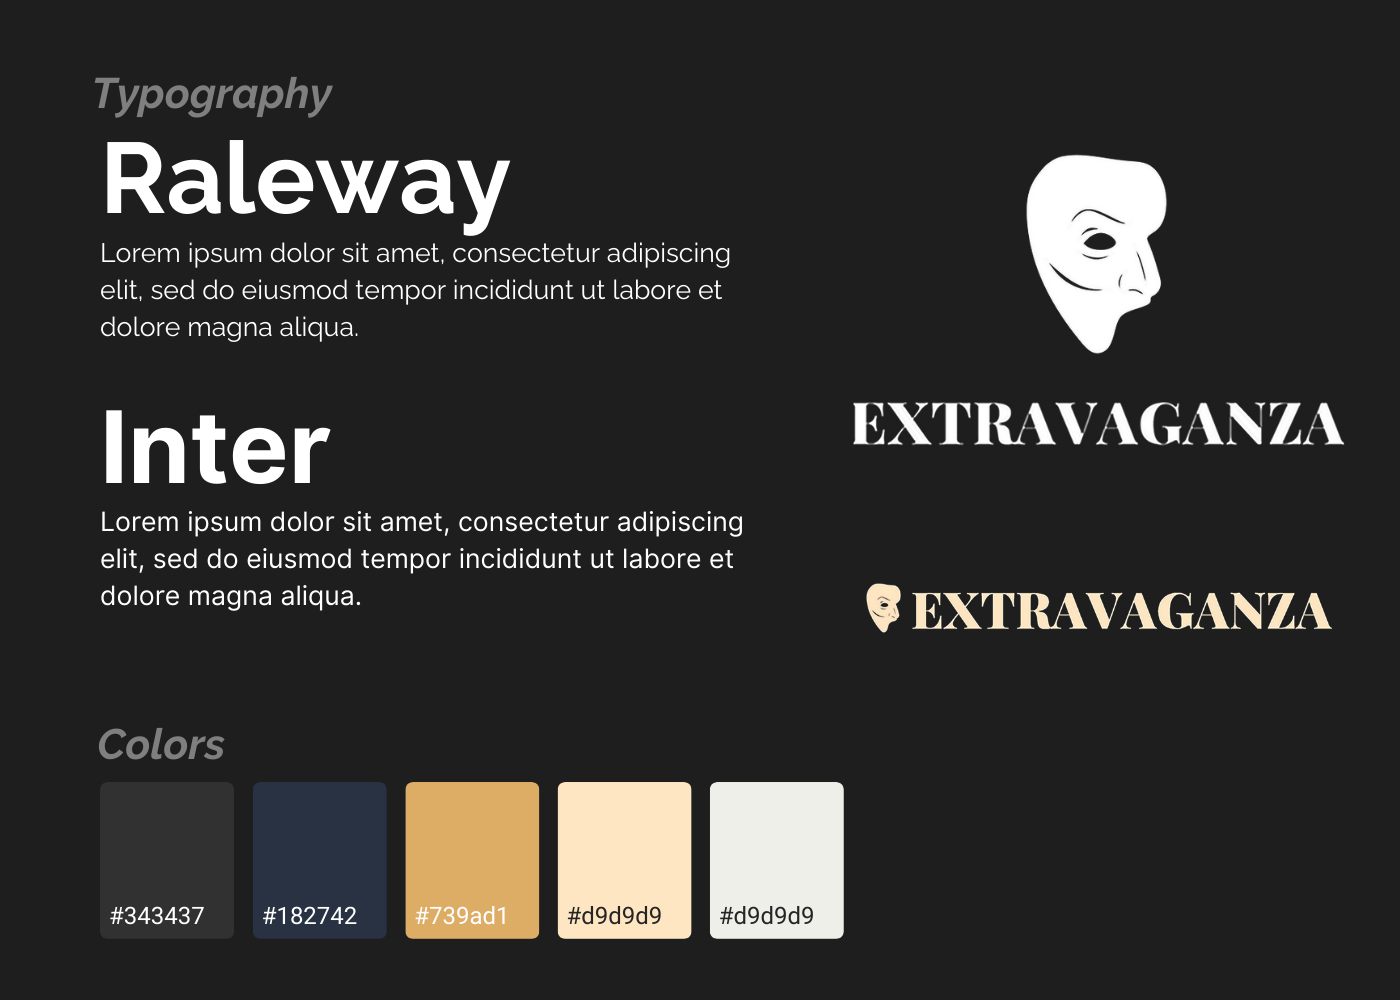 Typography
Raleway
Lorem ipsum dolor sit amet, consectetur adipiscing
elit, sed do eiusmod tempor incididunt ut labore et
dolore magna aliqua.
Inter
Lorem ipsum dolor sit amet, consectetur adipiscing
elit, sed do eiusmod tempor incididunt ut labore et
dolore magna aliqua.
EXTRAVAGANZA
EXTRAVAGANZA
Colors
#343437
#182742
#739ad1
#d9d9d9
#d9d9d9